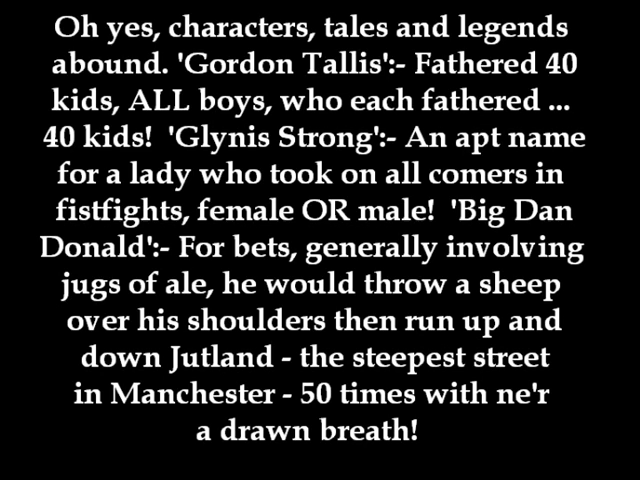 Oh yes, characters, tales and legends
abound. 'Gordon Tallis':- Fathered 40
kids, ALL boys, who each fathered ...
40 kids!  'Glynis Strong':- An apt name
for a lady who took on all comers in
fistfights, female OR male!  'Big Dan
Donald':- For bets, generally involving
jugs of ale, he would throw a sheep
over his shoulders then run up and
down Jutland - the steepest street
in Manchester - 50 times with ne'r
a drawn breath!